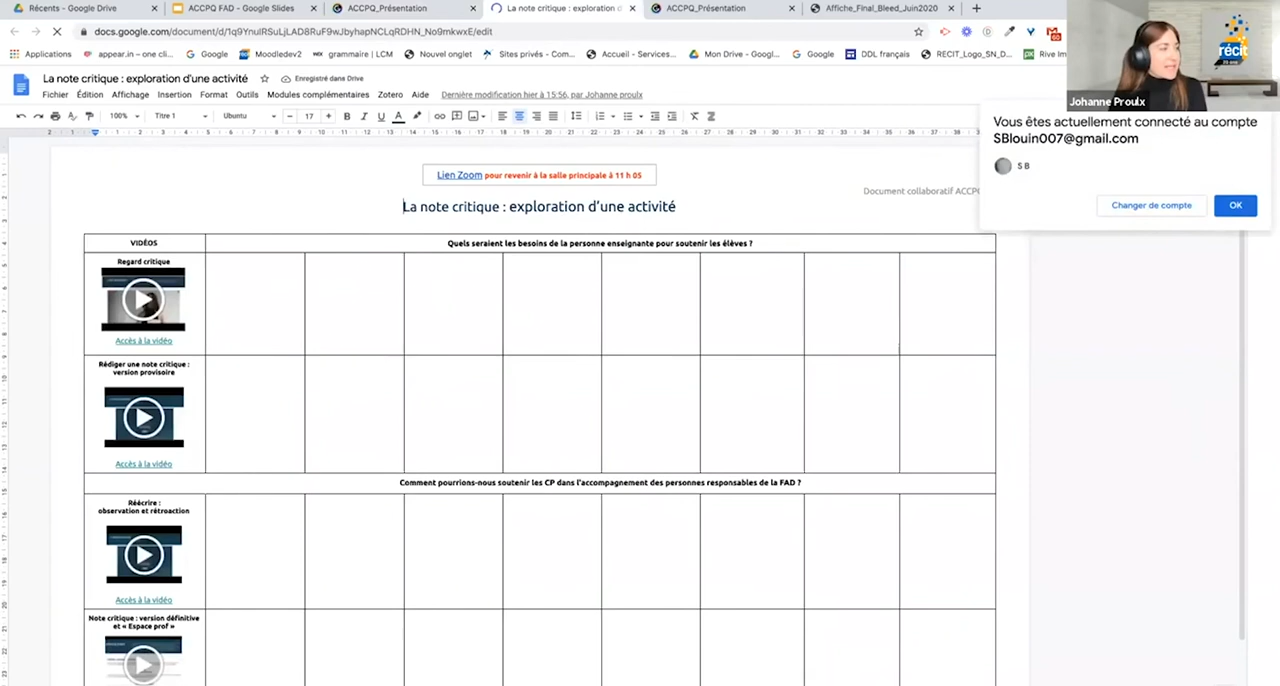 Récents - Google Drive
ACCPQ FAD - Google Slides
ACCPQ_Présentation
La note critique : exploration d'
ACCPQ_Présentation
Affiche_Final_Bleed_Juin2020
docs.google.com/document/d/1q9YnuIRSuLjLAD8RuF9wJbyhapNCLqRDHN_No9mkwxE/edit
Applications
appear.in – one cli...
Google
Moodledev2
grammaire | LCM
Nouvel onglet
Sites privés - Com...
Accueil - Services...
Mon Drive - Googl...
Google
DDL français
RECIT_Logo_SN_D...
Rive Im
récit
Johanne Proulx
La note critique : exploration d'une activité
Enregistré dans Drive
Fichier Édition Affichage Insertion Format Outils Modules complémentaires Zotero Aide
Dernière modification hier à 15:56, par Johanne proulx
100% Titre 1 Ubuntu 17
Vous êtes actuellement connecté au compte
SBlouin007@gmail.com
S B
Changer de compte
OK
Lien Zoom pour revenir à la salle principale à 11 h 05
Document collaboratif ACCPQ
La note critique : exploration d'une activité
VIDÉOS
Quels seraient les besoins de la personne enseignante pour soutenir les élèves ?
Regard critique
Accès à la vidéo
Rédiger une note critique :
version provisoire
Accès à la vidéo
Comment pourrions-nous soutenir les CP dans l'accompagnement des personnes responsables de la FAD ?
Réécrire :
observation et rétroaction
Accès à la vidéo
Note critique : version définitive
et « Espace prof »